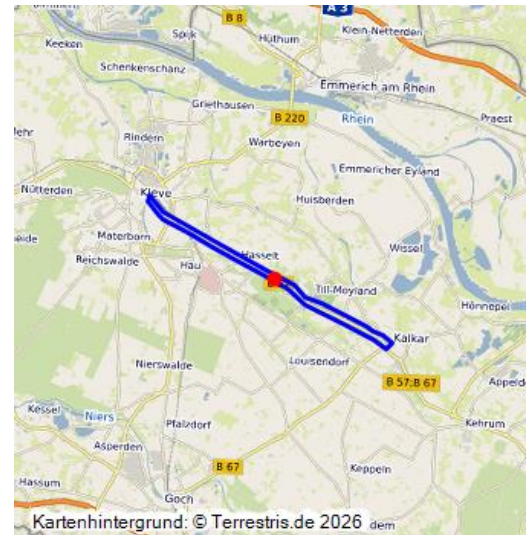 Spijk
B 8
Hüthum
A 3
Klein-Netterden
Keeken
Schenkenschanz
Emmerich am Rhein
Griethausen
B 220
Rhein
Praest
Rindern
Warbeyen
Emmericher Eyland
Nütterden
Kleve
Huisberden
Materborn
Hasselt
Wissel
Reichswalde
Hau
Till-Moyland
Hönnepel
Kalkar
Louisendorf
Nierswalde
B 57;B 67
Kessel
Niers
Pfalzdorf
Kehrum
Asperden
B 67
Keppeln
Hassum
Goch
Kartenhintergrund: © Terrestris.de 2026